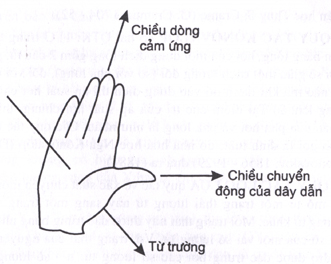 Chiều dòng
cảm ứng
Chiều chuyển
động của dây dẫn
Từ trường